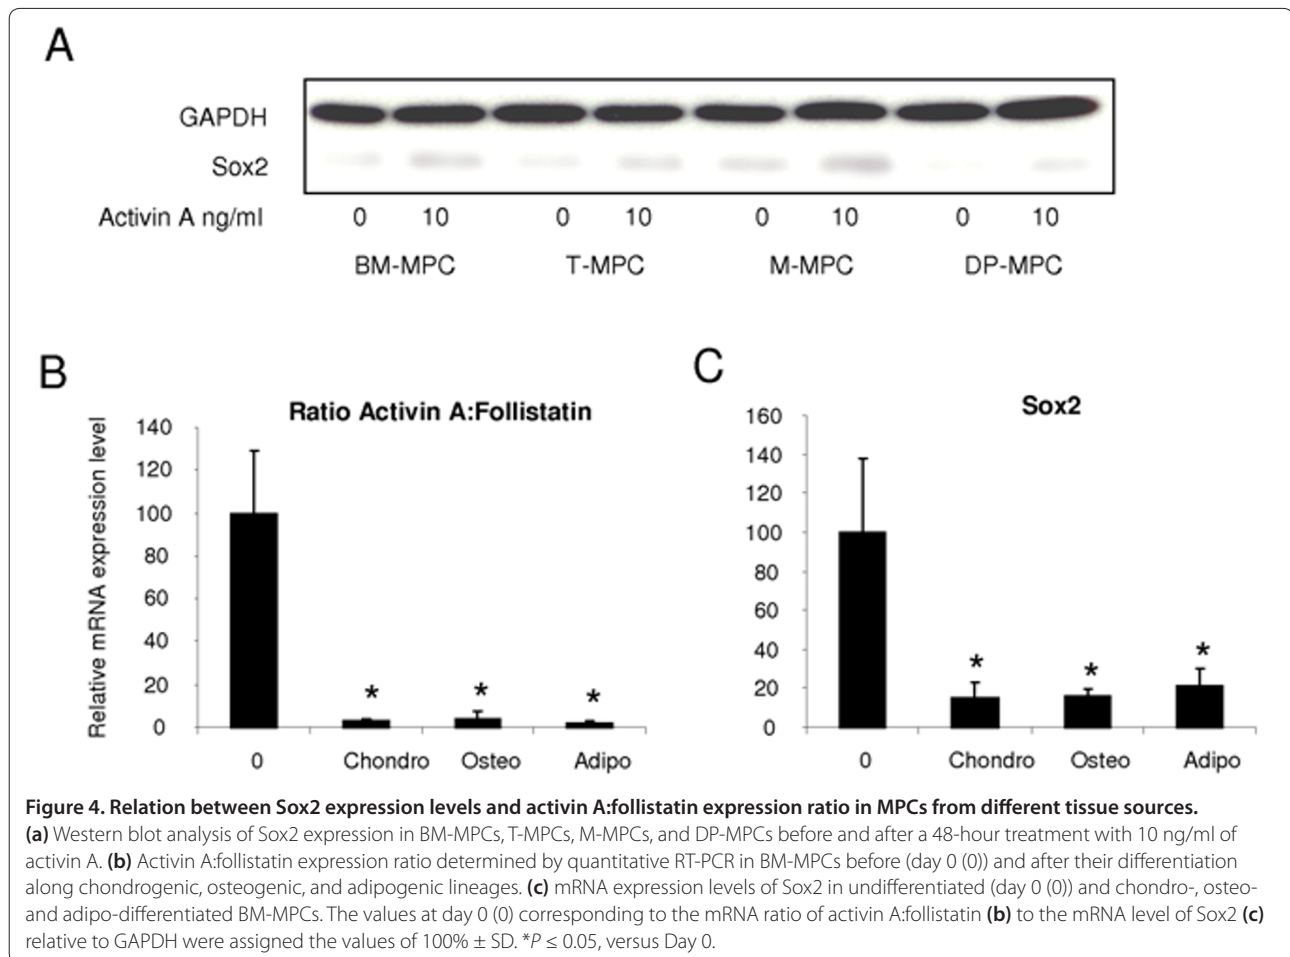 A
GAPDH
Sox2
Activin A ng/ml 0 10 0 10 0 10 0 10
BM-MPC T-MPC M-MPC DP-MPC
B
Ratio Activin A:Follistatin
Relative mRNA expression level
140
120
100
80
60
40
20
0
* * *
0 Chondro Osteo Adipo
C
Sox2
160
140
120
100
80
60
40
20
0
* * *
0 Chondro Osteo Adipo
Figure 4. Relation between Sox2 expression levels and activin A:follistatin expression ratio in MPCs from different tissue sources.
(a) Western blot analysis of Sox2 expression in BM-MPCs, T-MPCs, M-MPCs, and DP-MPCs before and after a 48-hour treatment with 10 ng/ml of
activin A. (b) Activin A:follistatin expression ratio determined by quantitative RT-PCR in BM-MPCs before (day 0 (0)) and after their differentiation
along chondrogenic, osteogenic, and adipogenic lineages. (c) mRNA expression levels of Sox2 in undifferentiated (day 0 (0)) and chondro-, osteo-
and adipo-differentiated BM-MPCs. The values at day 0 (0) corresponding to the mRNA ratio of activin A:follistatin (b) to the mRNA level of Sox2 (c)
relative to GAPDH were assigned the values of 100% ± SD. *P ≤ 0.05, versus Day 0.